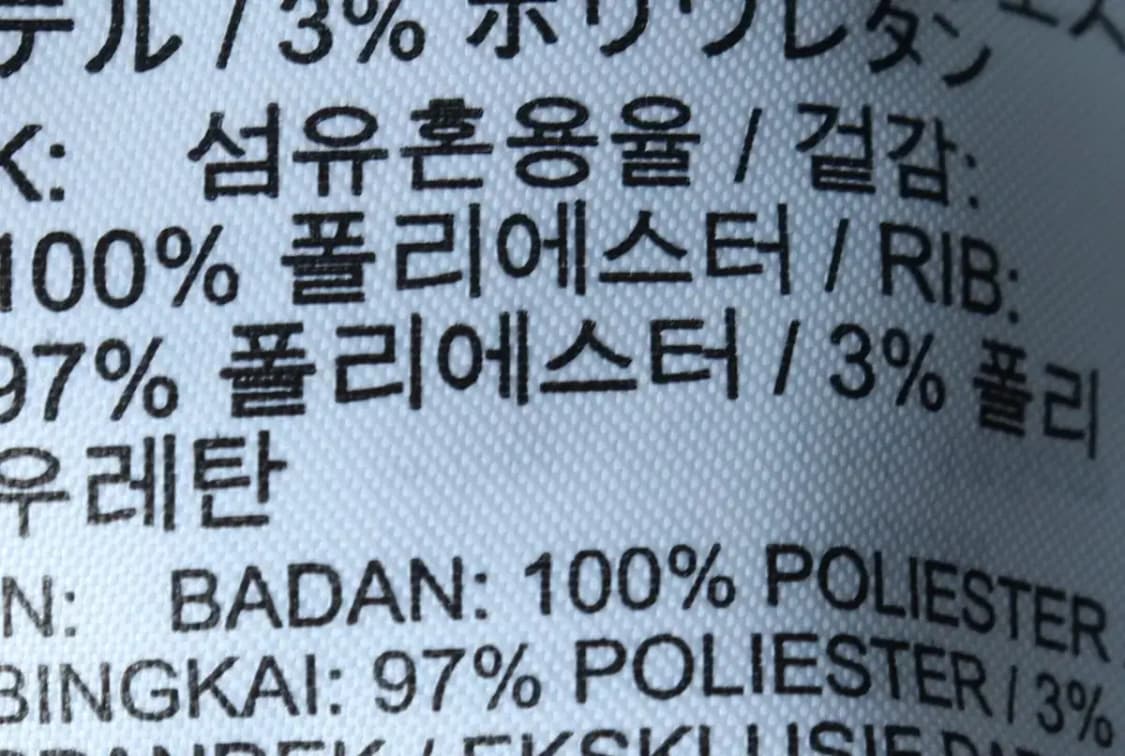 テル / 3% ポリウレタン
K: 섬유혼용율 / 겉감:
100% 폴리에스터 / RIB:
97% 폴리에스터 / 3% 폴리
우레탄
N: BADAN: 100% POLIESTER
BINGKAI: 97% POLIESTER / 3%
SPANDEK / EKSKLUSIF